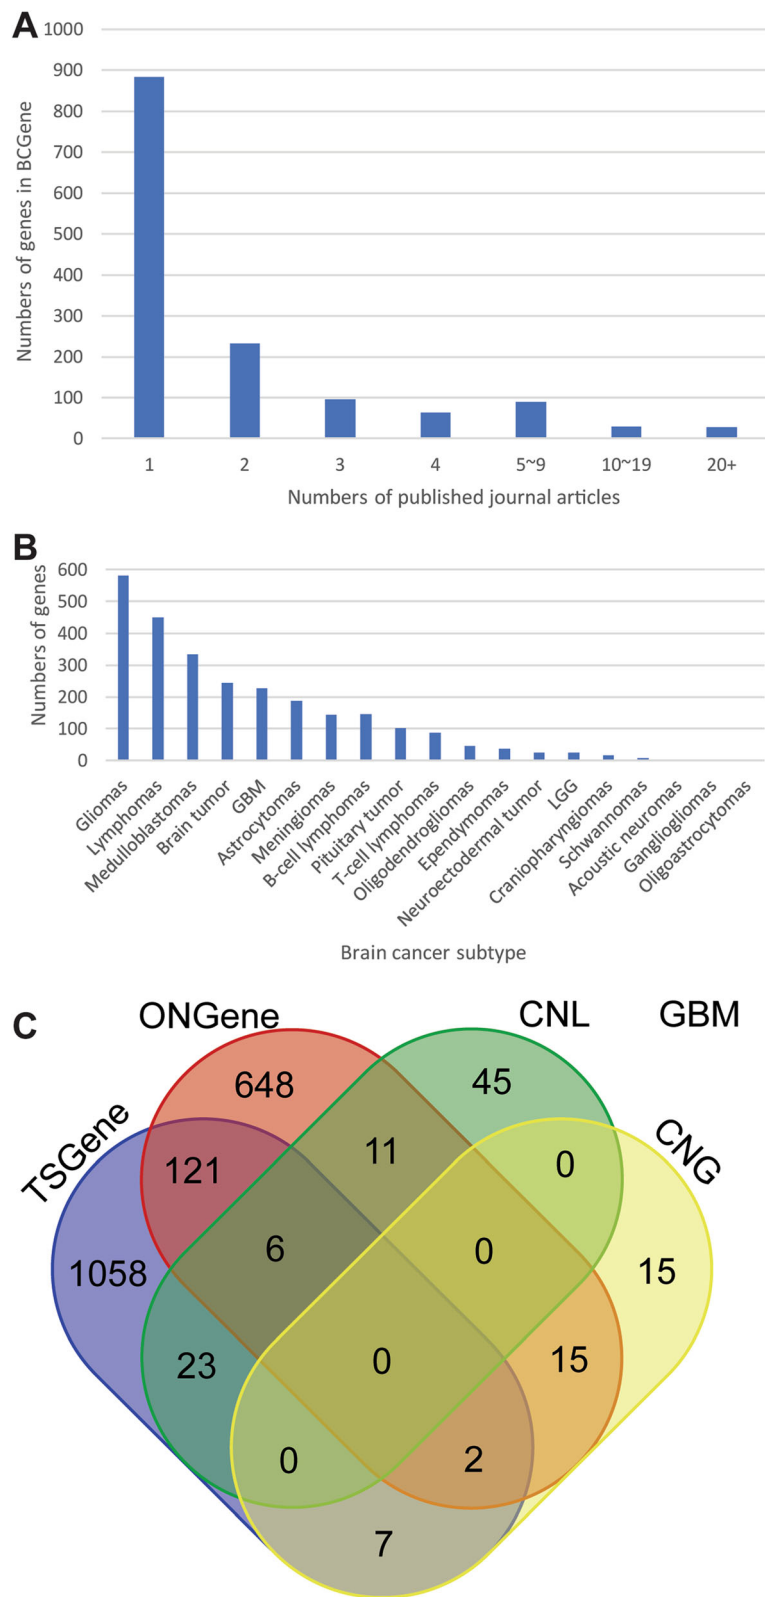 A
1000
900
800
700
600
500
400
300
200
100
0
Numbers of genes in BCGene
1 2 3 4 5~9 10~19 20+
Numbers of published journal articles
B
600
500
400
300
200
100
0
Numbers of genes
Gliomas
Lymphomas
Medulloblastomas
Brain tumor
GBM
Astrocytomas
Meningiomas
B-cell lymphomas
Pituitary tumor
T-cell lymphomas
Oligodendrogliomas
Ependymomas
Neuroectodermal tumor
LGG
Craniopharyngiomas
Schwannomas
Acoustic neuromas
Gangliogliomas
Oligoastrocytomas
Brain cancer subtype
C
ONGene CNL GBM
TSGene CNG
648 45
121 11 0
1058 6 0 15
23 0 15
0 2
7